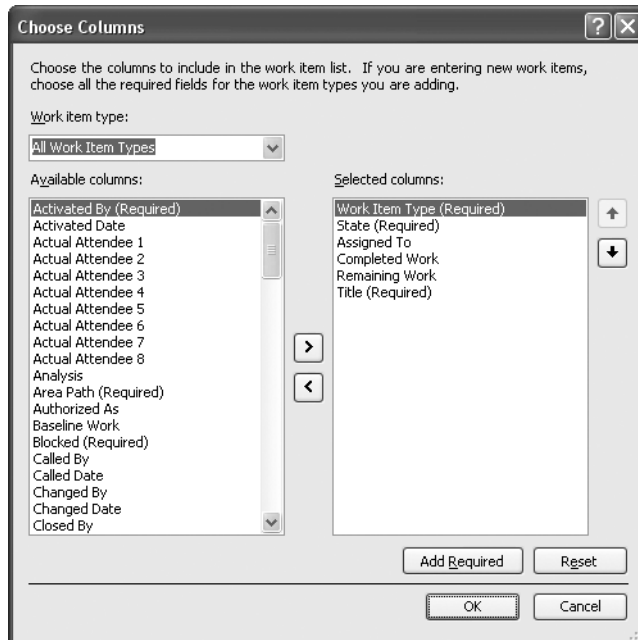 Choose Columns
Choose the columns to include in the work item list. If you are entering new work items,
choose all the required fields for the work item types you are adding.
Work item type:
All Work Item Types
Available columns:
Activated By (Required)
Activated Date
Actual Attendee 1
Actual Attendee 2
Actual Attendee 3
Actual Attendee 4
Actual Attendee 5
Actual Attendee 6
Actual Attendee 7
Actual Attendee 8
Analysis
Area Path (Required)
Authorized As
Baseline Work
Blocked (Required)
Called By
Called Date
Changed By
Changed Date
Closed By
>
<
Selected columns:
Work Item Type (Required)
State (Required)
Assigned To
Completed Work
Remaining Work
Title (Required)
Add Required
Reset
OK
Cancel